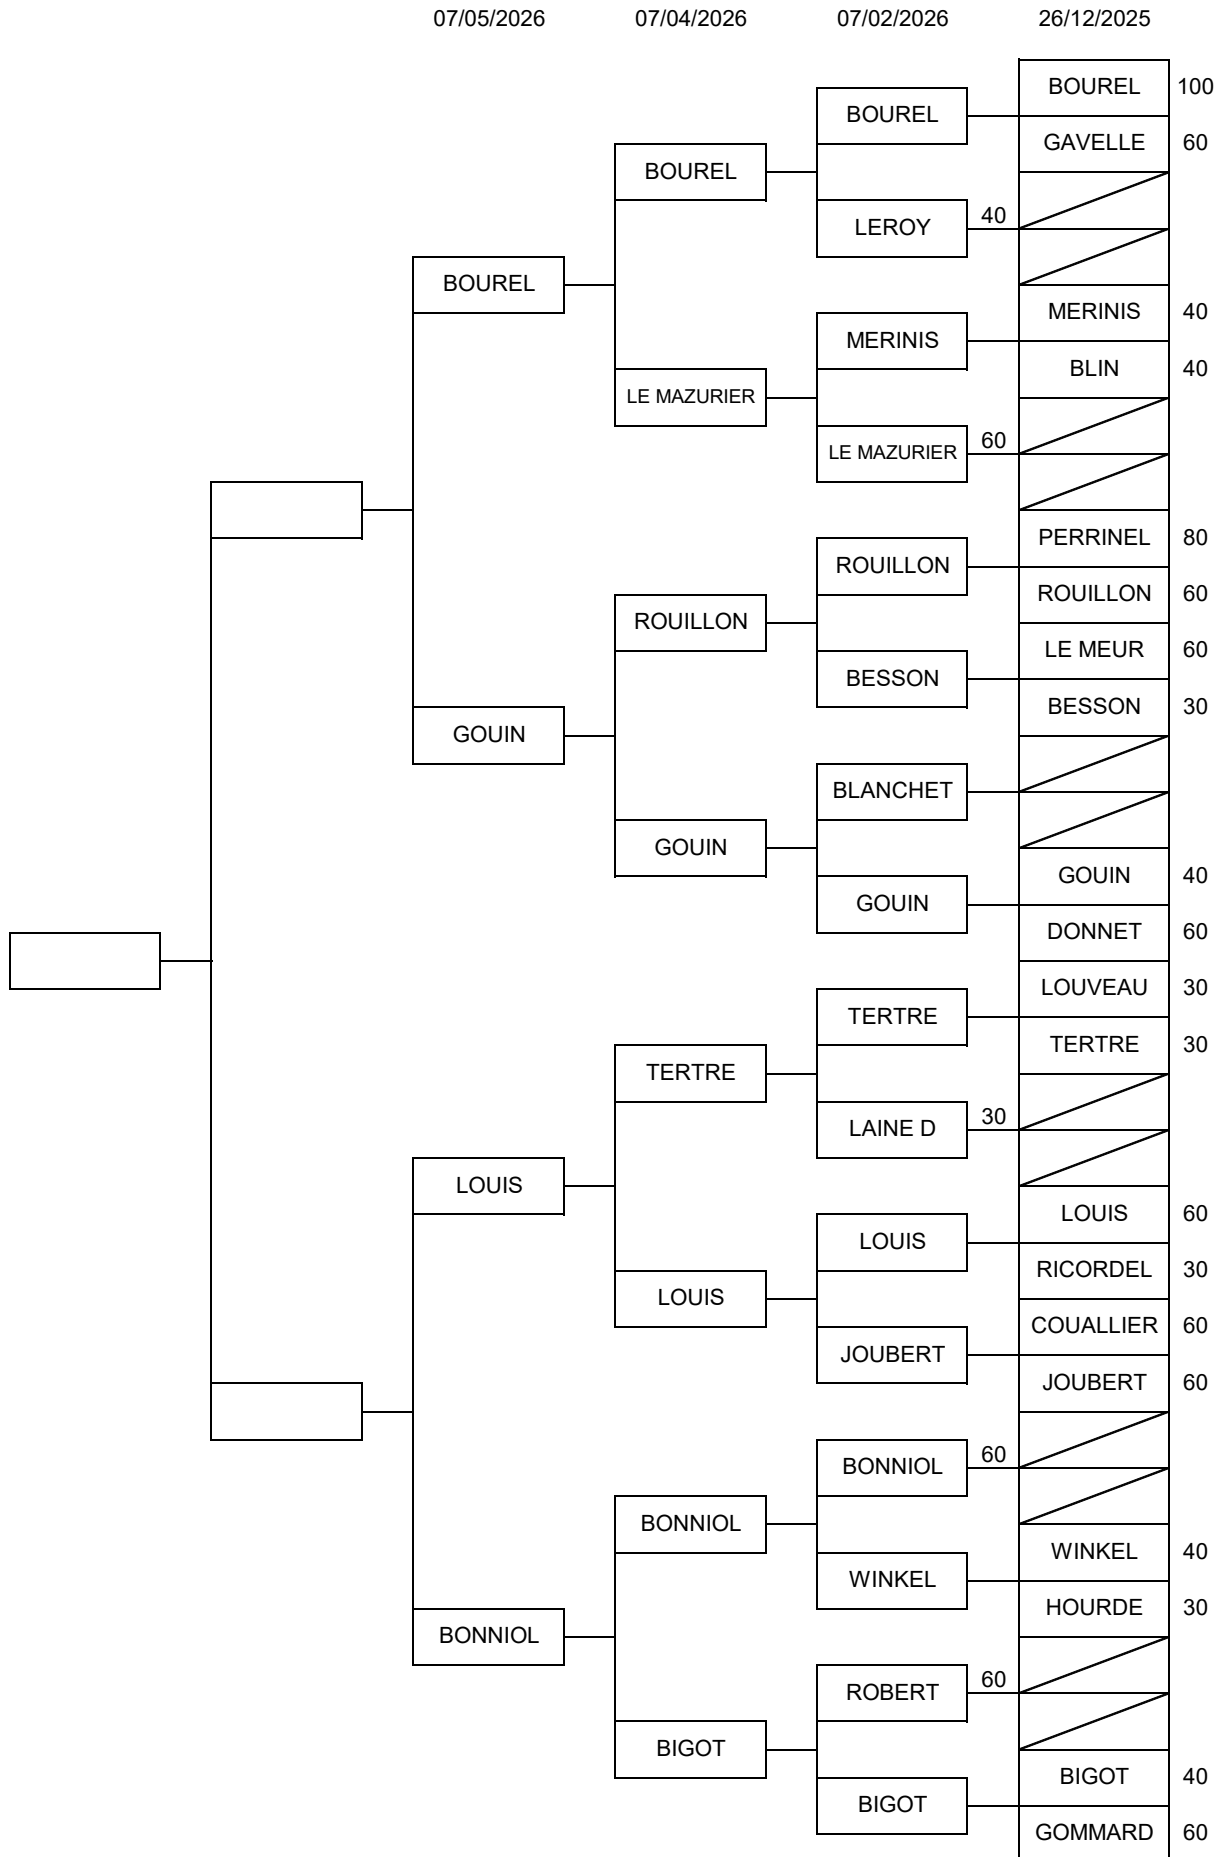 07/05/2026 07/04/2026 07/02/2026 26/12/2025
BOUREL 100
BOUREL
GAVELLE 60
BOUREL
LEROY 40
BOUREL
MERINIS 40
MERINIS
BLIN 40
LE MAZURIER
LE MAZURIER 60
PERRINEL 80
ROUILLON
ROUILLON 60
ROUILLON
LE MEUR 60
BESSON
BESSON 30
GOUIN
BLANCHET
GOUIN
GOUIN 40
GOUIN
DONNET 60
LOUVEAU 30
TERTRE
TERTRE 30
TERTRE
LAINE D 30
LOUIS
LOUIS 60
LOUIS
RICORDEL 30
LOUIS
COUALLIER 60
JOUBERT
JOUBERT 60
BONNIOL 60
BONNIOL
WINKEL 40
WINKEL
HOURDE 30
BONNIOL
ROBERT 60
BIGOT
BIGOT 40
BIGOT
GOMMARD 60